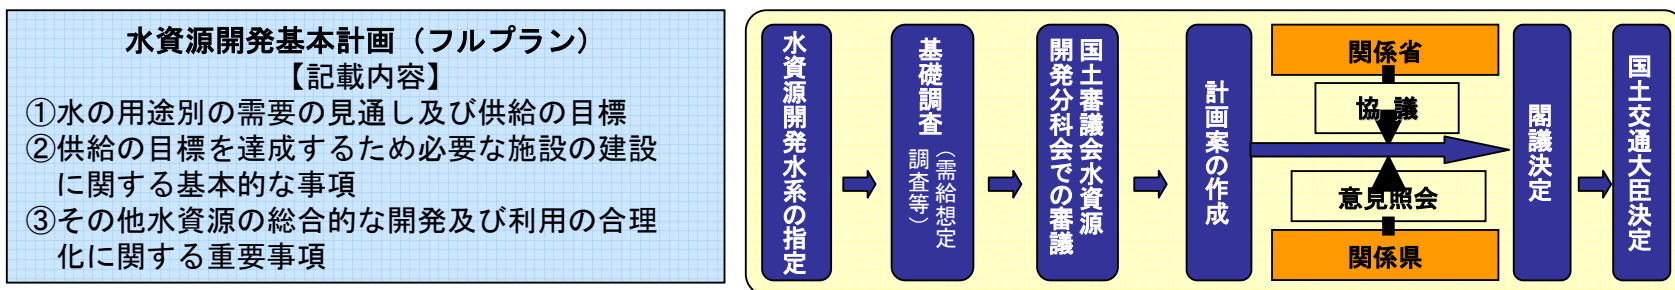 水資源開発基本計画（フルプラン）
【記載内容】
①水の用途別の需要の見通し及び供給の目標
②供給の目標を達成するため必要な施設の建設
に関する基本的な事項
③その他水資源の総合的な開発及び利用の合理
化に関する重要事項
水資源開発水系の指定
基礎調査
（需給想定
調査等）
国土審議会水資源
開発分科会での審議
計画案の作成
関係省
協議
意見照会
関係県
閣議決定
国土交通大臣決定